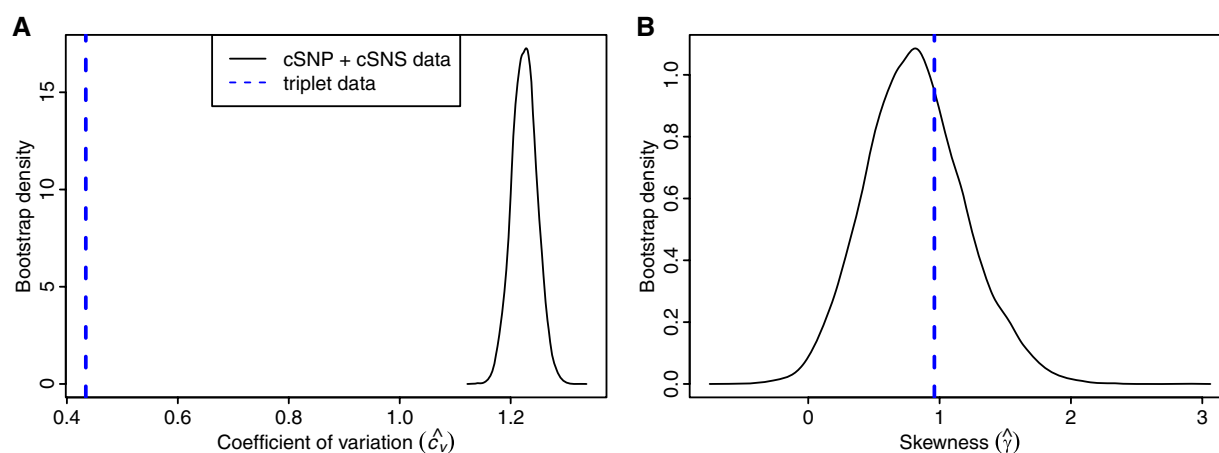 A
cSNP + cSNS data
triplet data
Bootstrap density
0
5
10
15
0.4
0.6
0.8
1.0
1.2
Coefficient of variation (ĉᵥ)
B
Bootstrap density
0.0
0.2
0.4
0.6
0.8
1.0
0
1
2
3
Skewness (γ̂)